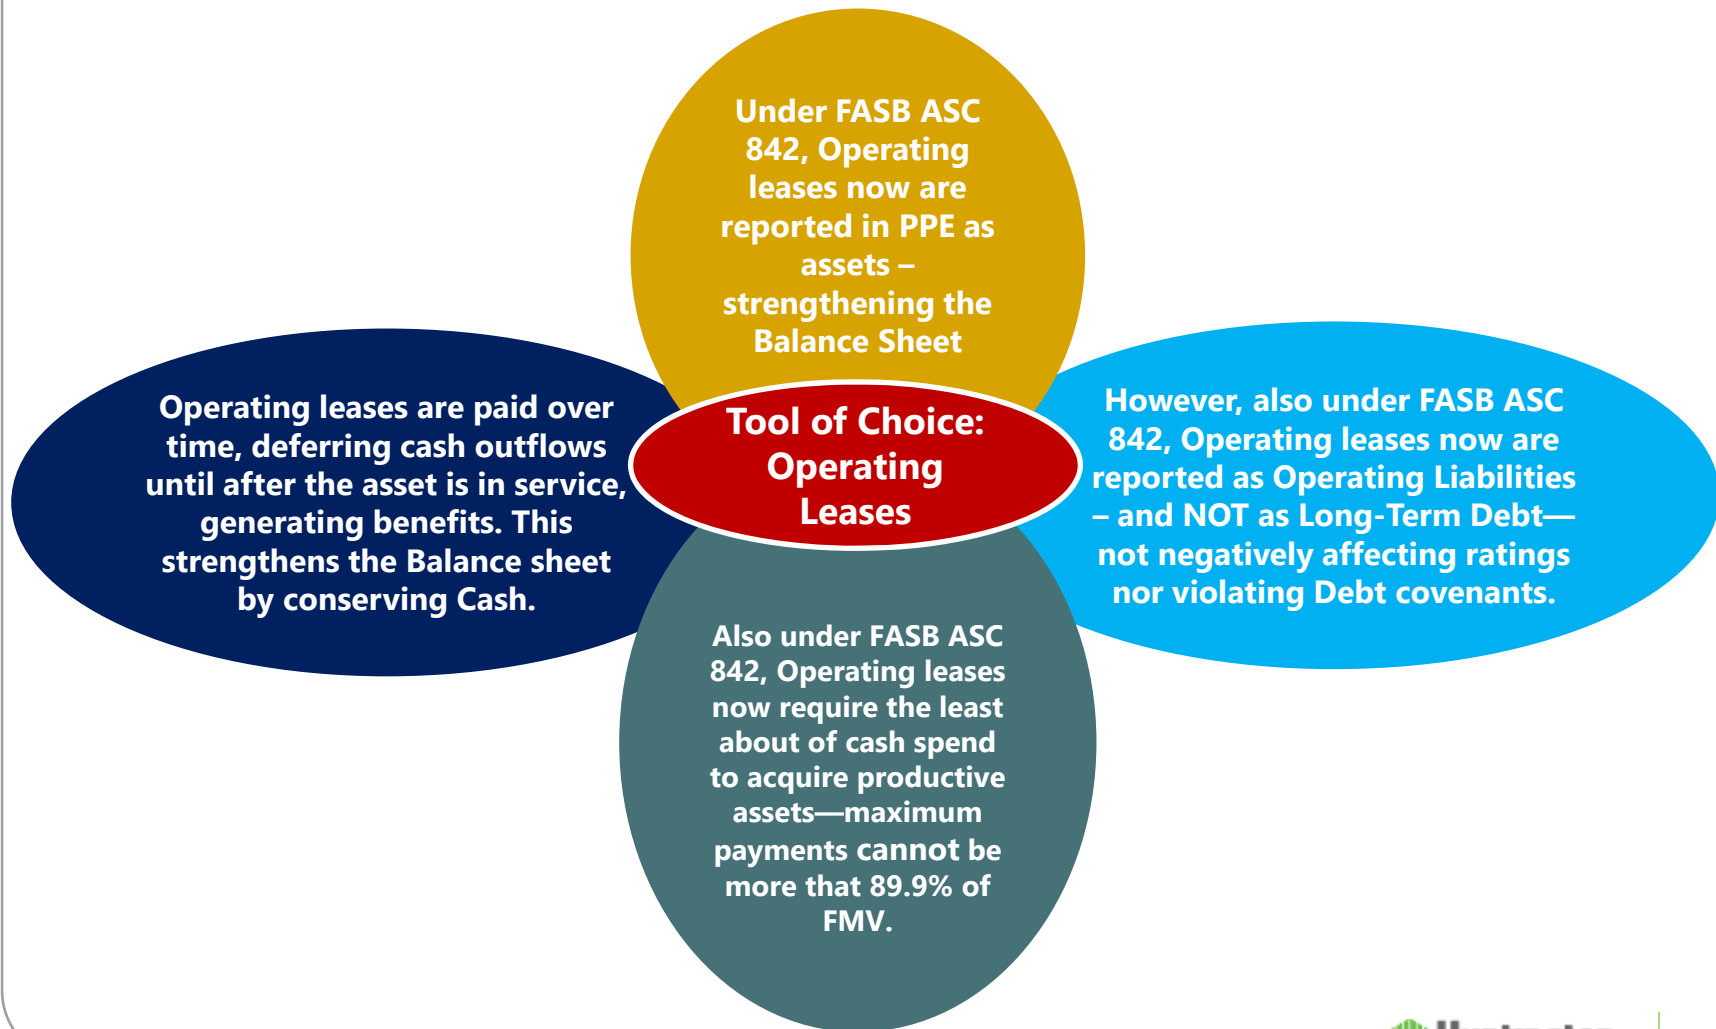 Under FASB ASC
842, Operating
leases now are
reported in PPE as
assets –
strengthening the
Balance Sheet
Operating leases are paid over
time, deferring cash outflows
until after the asset is in service,
generating benefits. This
strengthens the Balance sheet
by conserving Cash.
Tool of Choice:
Operating
Leases
However, also under FASB ASC
842, Operating leases now are
reported as Operating Liabilities
– and NOT as Long-Term Debt—
not negatively affecting ratings
nor violating Debt covenants.
Also under FASB ASC
842, Operating leases
now require the least
about of cash spend
to acquire productive
assets—maximum
payments cannot be
more that 89.9% of
FMV.